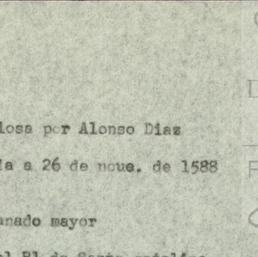 losa por Alonso Diaz
ia a 26 de noue. de 1588
anado mayor